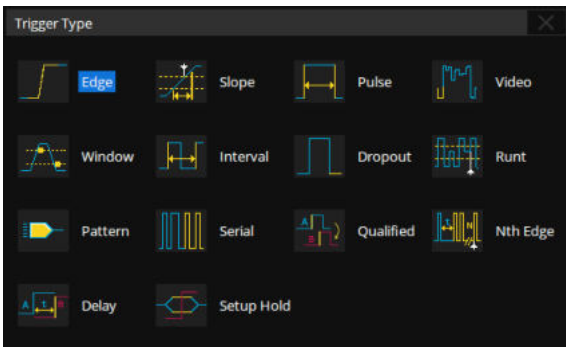 Trigger Type
Edge Slope Pulse Video
Window Interval Dropout Runt
Pattern Serial Qualified Nth Edge
Delay Setup Hold